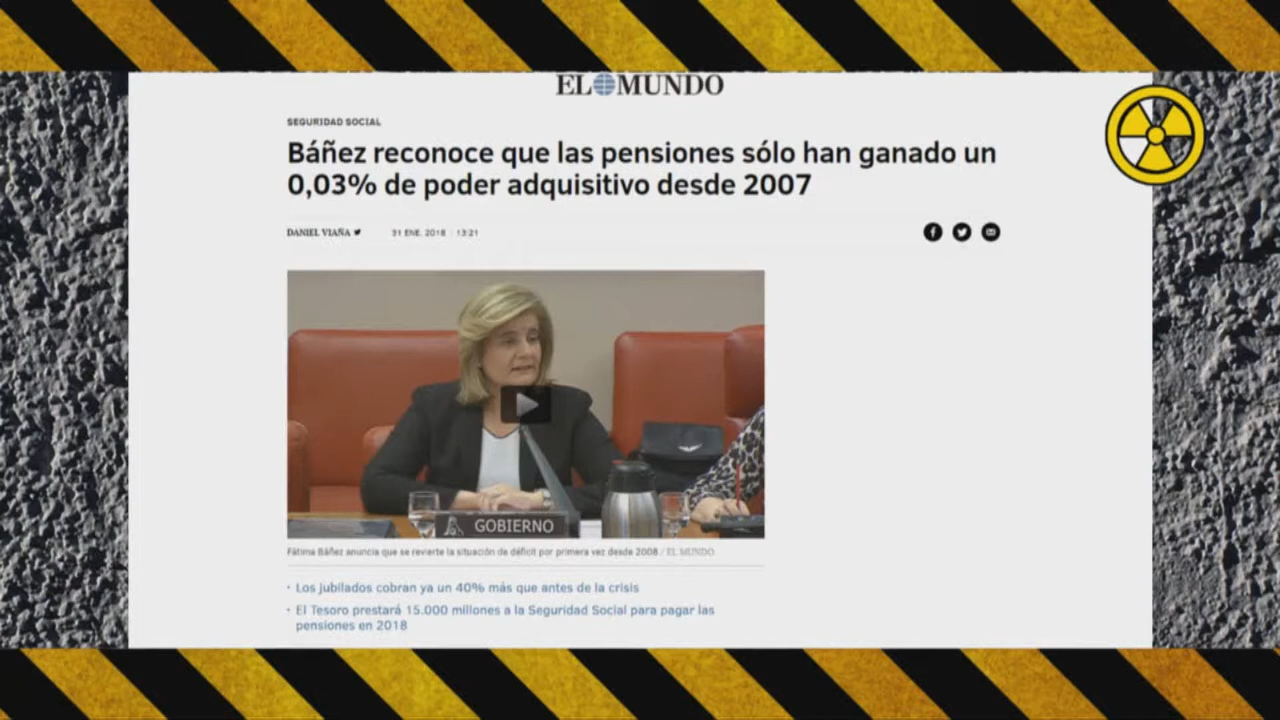 EL MUNDO
SEGURIDAD SOCIAL
Báñez reconoce que las pensiones sólo han ganado un
0,03% de poder adquisitivo desde 2007
DANIEL VIAÑA 31 ENE. 2018 | 13:21
GOBIERNO
Fátima Báñez anuncia que se revierte la situación de déficit por primera vez desde 2008 / EL MUNDO
· Los jubilados cobran ya un 40% más que antes de la crisis
· El Tesoro prestará 15.000 millones a la Seguridad Social para pagar las
pensiones en 2018